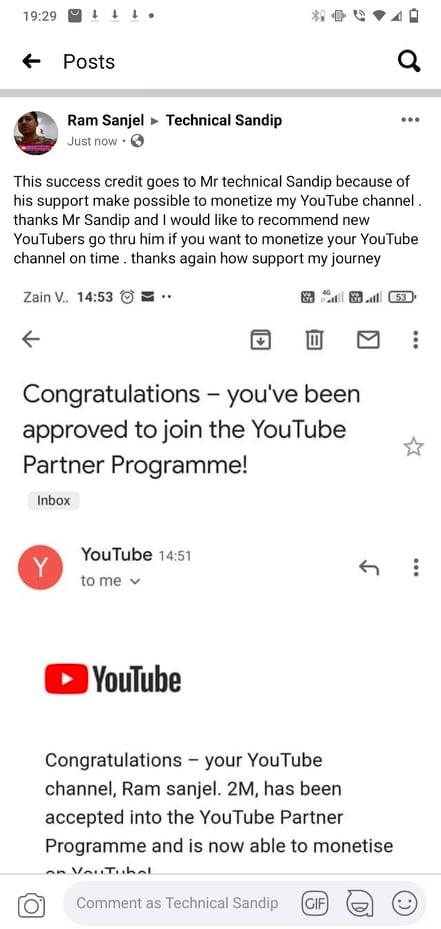 19:29
Posts
Ram Sanjel ▸ Technical Sandip
Just now ·
This success credit goes to Mr technical Sandip because of
his support make possible to monetize my YouTube channel .
thanks Mr Sandip and I would like to recommend new
YouTubers go thru him if you want to monetize your YouTube
channel on time . thanks again how support my journey
Zain V.. 14:53 4G 53
Congratulations – you've been
approved to join the YouTube
Partner Programme!
Inbox
Y
YouTube 14:51
to me
YouTube
Congratulations – your YouTube
channel, Ram sanjel. 2M, has been
accepted into the YouTube Partner
Programme and is now able to monetise
on YouTube!
Comment as Technical Sandip GIF